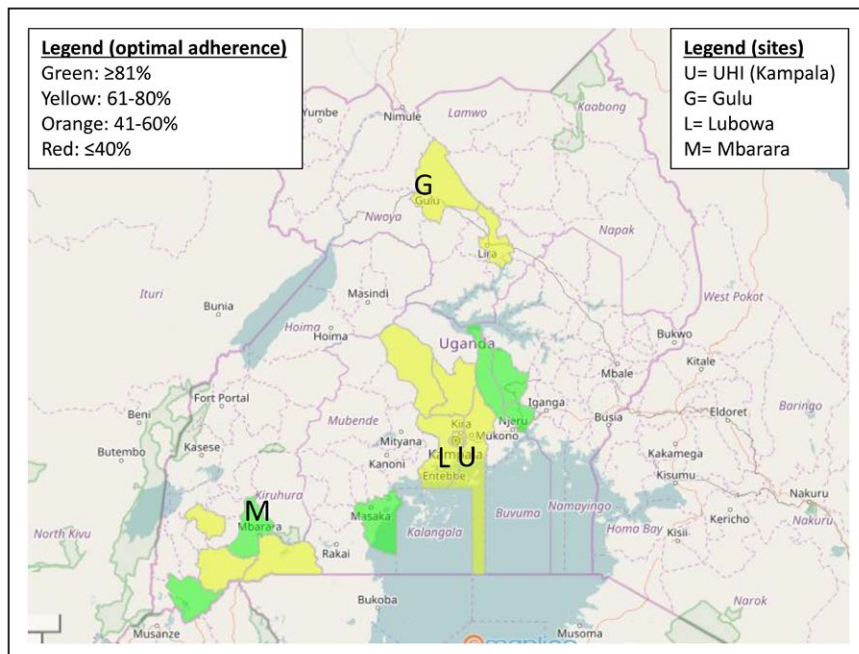 Legend (optimal adherence)
Green: ≥81%
Yellow: 61-80%
Orange: 41-60%
Red: ≤40%
Legend (sites)
U= UHI (Kampala)
G= Gulu
L= Lubowa
M= Mbarara
Yumbe
Nimule
Lamwo
Kaabong
G
Gulu
Nwoya
Napak
Lira
Ituri
Masindi
Bunia
West Pokot
Hoima
Hoima
Uganda
Bukwo
Kitale
Mbale
Beni
Fort Portal
Iganga
Njeru
Busia
Eldoret
Baringo
Mubende
Kira
Mityana
Mukono
Butembo
Kasese
Kampala
L U
Kanoni
Entebbe
Kakamega
Kisumu
Kiruhura
M
Mbarara
Masaka
Kalangala
Buvuma
Namayingo
Homa Bay
Kericho
Nakuru
Nakuru
Kisii
North Kivu
Rakai
Bukoba
Narok
Musanze
Musoma